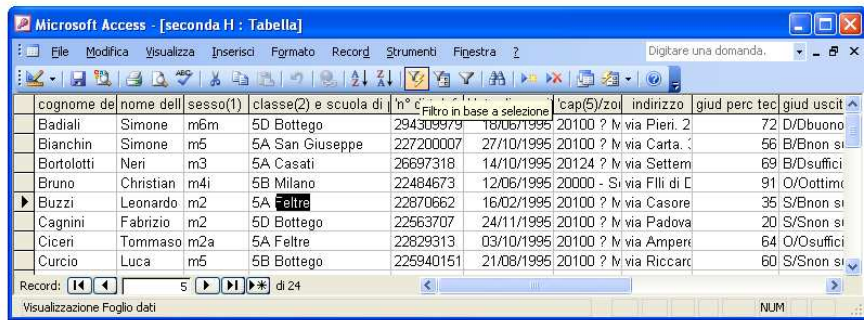 Microsoft Access - [seconda H : Tabella]
File Modifica Visualizza Inserisci Formato Record Strumenti Finestra ? Digitare una domanda.
cognome de nome dell sesso(1) classe(2) e scuola di 'cap(5)/zo indirizzo giud perc tec giud uscit
Filtro in base a selezione
Badiali Simone m6m 5D Bottego 294309979 18/06/1995 20100 ? M via Pieri. 2 72 D/Dbuono
Bianchin Simone m5 5A San Giuseppe 227200007 27/10/1995 20100 ? M via Carta. 56 B/Bnon su
Bortolotti Neri m3 5A Casati 26697318 14/10/1995 20124 ? M via Settem 69 B/Dsuffici
Bruno Christian m4i 5B Milano 22484673 12/06/1995 20000 - S via Flli di D 91 O/Oottimo
Buzzi Leonardo m2 5A Feltre 22870662 16/02/1995 20100 ? M via Casore 35 S/Bnon su
Cagnini Fabrizio m2 5D Bottego 22563707 24/11/1995 20100 ? M via Padova 20 S/Snon su
Ciceri Tommaso m2a 5A Feltre 22829313 03/10/1995 20100 ? M via Ampere 64 O/Osuffici
Curcio Luca m5 5B Bottego 225940151 21/08/1995 20100 ? M via Riccard 60 S/Snon su
Record: 5 di 24
Visualizzazione Foglio dati NUM